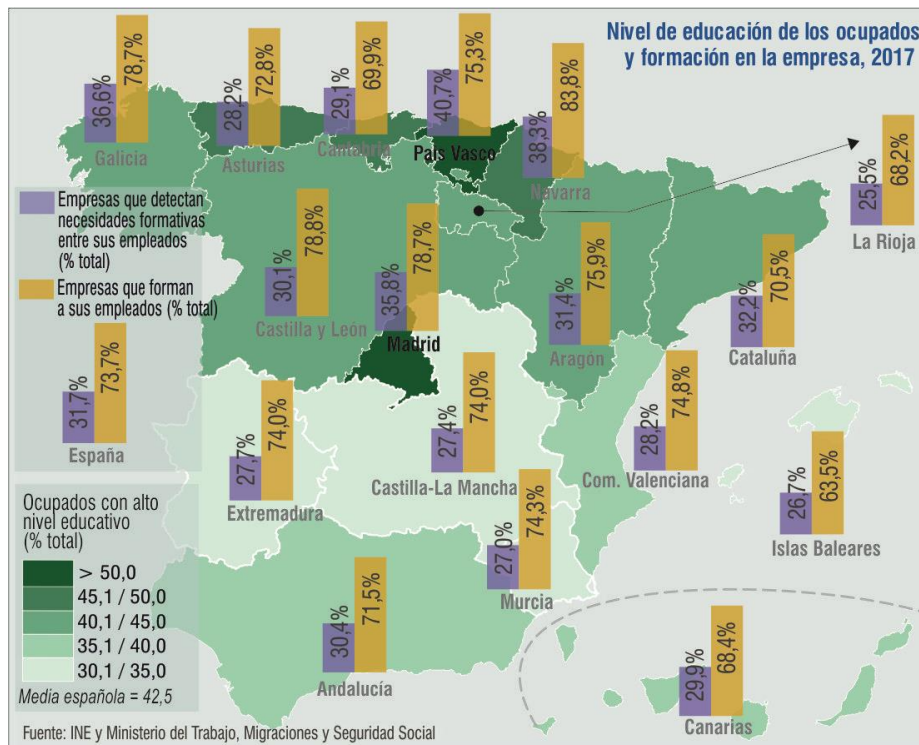 Nivel de educación de los ocupados
y formación en la empresa, 2017
36,6%
78,7%
Galicia
28,2%
72,8%
Asturias
29,1%
69,9%
Cantabria
40,7%
75,3%
País Vasco
38,3%
83,8%
Navarra
25,5%
68,2%
La Rioja
Empresas que detectan
necesidades formativas
entre sus empleados
(% total)
Empresas que forman
a sus empleados (% total)
31,7%
73,7%
España
30,1%
78,8%
Castilla y León
35,8%
78,7%
Madrid
31,4%
75,9%
Aragón
32,2%
70,5%
Cataluña
27,7%
74,0%
Extremadura
27,4%
74,0%
Castilla-La Mancha
28,2%
74,8%
Com. Valenciana
26,7%
63,5%
Islas Baleares
27,0%
74,3%
Murcia
30,4%
71,5%
Andalucía
29,9%
68,4%
Canarias
Ocupados con alto
nivel educativo
(% total)
> 50,0
45,1 / 50,0
40,1 / 45,0
35,1 / 40,0
30,1 / 35,0
Media española = 42,5
Fuente: INE y Ministerio del Trabajo, Migraciones y Seguridad Social